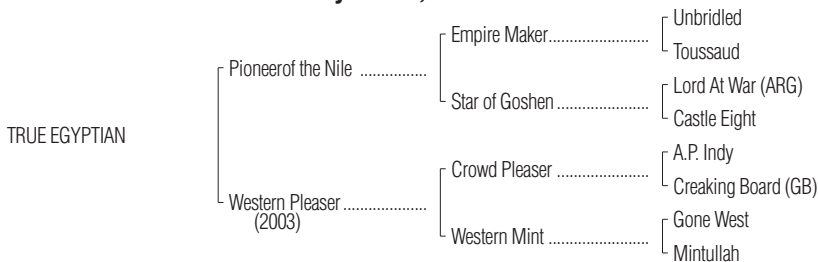 Unbridled
Empire Maker........................
Toussaud
Pioneerof the Nile ................
Lord At War (ARG)
Star of Goshen ......................
Castle Eight
TRUE EGYPTIAN
A.P. Indy
Crowd Pleaser ......................
Creaking Board (GB)
Western Pleaser ....................
(2003)
Gone West
Western Mint ........................
Mintullah